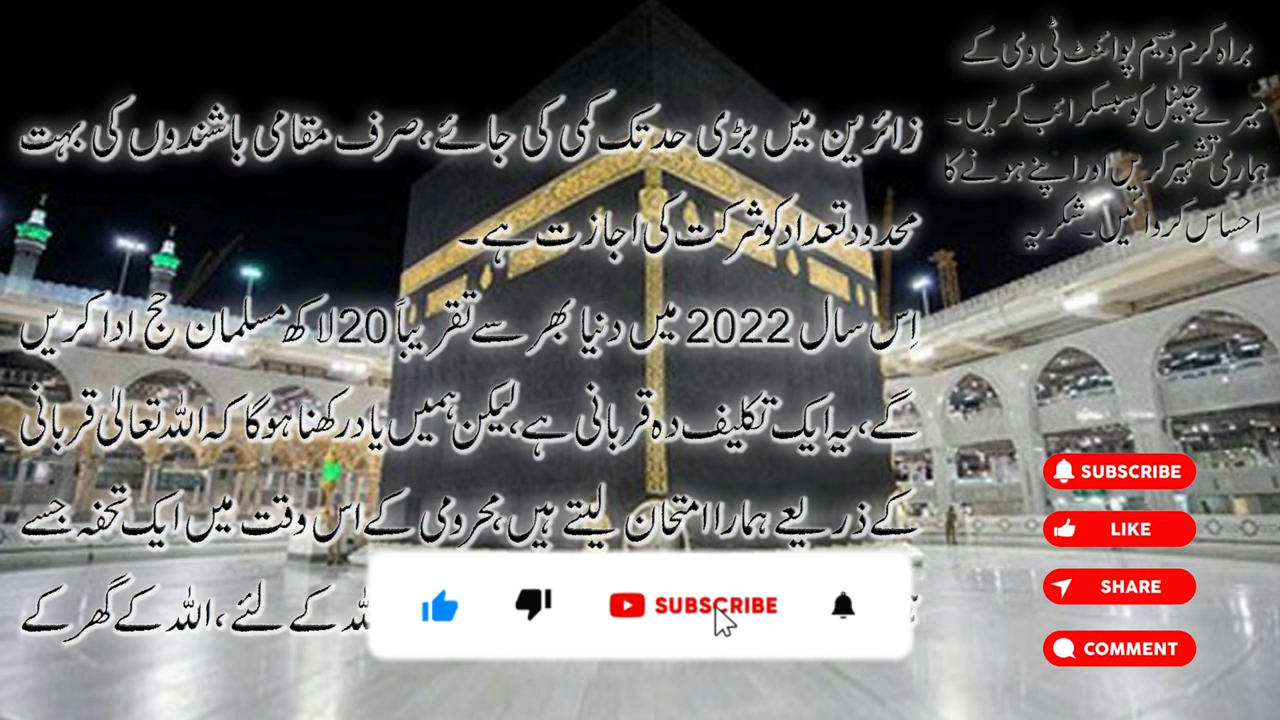 زائرین میں بڑی حد تک کمی کی جائے، صرف مقامی باشندوں کی بہت
محدود تعداد کو شرکت کی اجازت ہے۔
اِس سال 2022 میں دنیا بھر سے تقریباً 20 لاکھ مسلمان حج ادا کریں
گے، یہ ایک تکلیف دہ قربانی ہے، لیکن ہمیں یاد رکھنا ہوگا کہ اللہ تعالٰی قربانی
کے ذریعے ہمارا امتحان لیتے ہیں، محرومی کے اس وقت میں ایک تحفہ جسے
کے لئے، اللہ کے گھر کے
براہ کرم وسیم پوائنٹ ٹی وی کے
میرے چینل کو سبسکرائب کریں۔
ہماری تشہیر کریں اور اپنے ہونے کا
احساس کروائیں۔ شکریہ
SUBSCRIBE
LIKE
SHARE
COMMENT
SUBSCRIBE